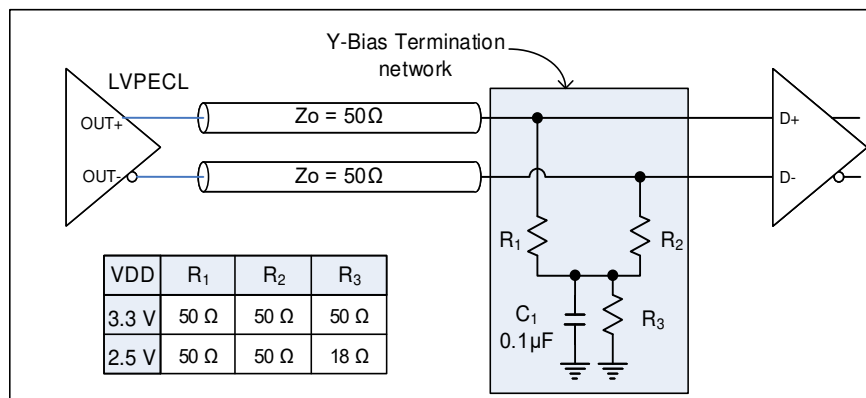 Y-Bias Termination
network
LVPECL
OUT+
Zo = 50Ω
D+
OUT-
Zo = 50Ω
D-
R1
R2
VDD R1 R2 R3
3.3 V 50 Ω 50 Ω 50 Ω
2.5 V 50 Ω 50 Ω 18 Ω
C1
0.1µF
R3